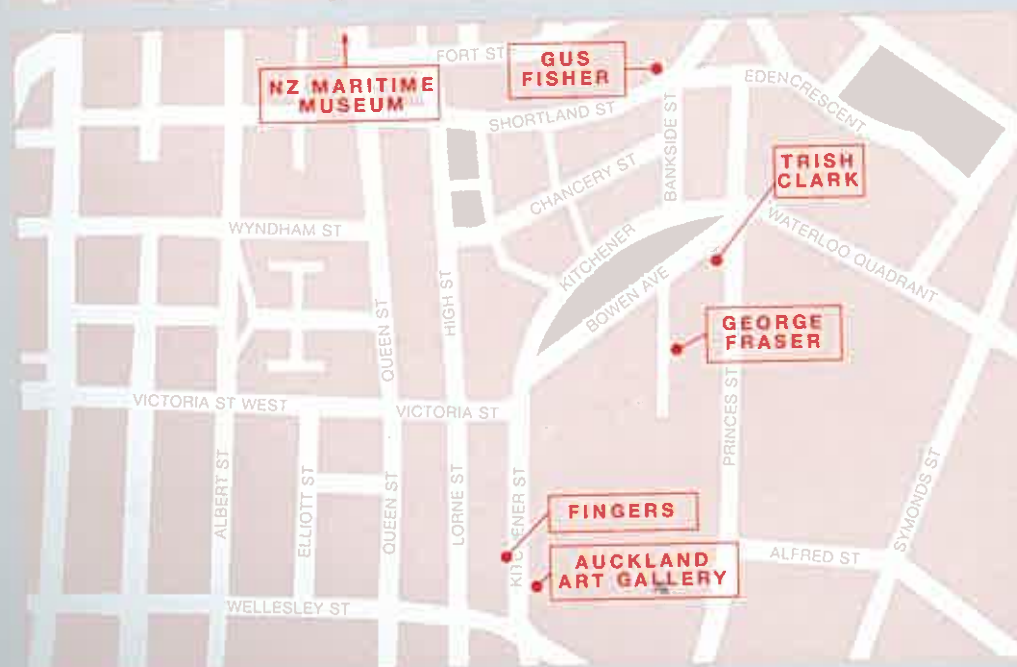 FORT ST
GUS
FISHER
NZ MARITIME
MUSEUM
EDEN CRESCENT
SHORTLAND ST
BANKSIDE ST
TRISH
CLARK
CHANCERY ST
WYNDHAM ST
KITCHENER
WATERLOO QUADRANT
BOWEN AVE
HIGH ST
QUEEN ST
GEORGE
FRASER
PRINCES ST
VICTORIA ST WEST
VICTORIA ST
ALBERT ST
ELLIOTT ST
QUEEN ST
LORNE ST
KITCHENER ST
SYMONDS ST
FINGERS
AUCKLAND
ART GALLERY
ALFRED ST
WELLESLEY ST